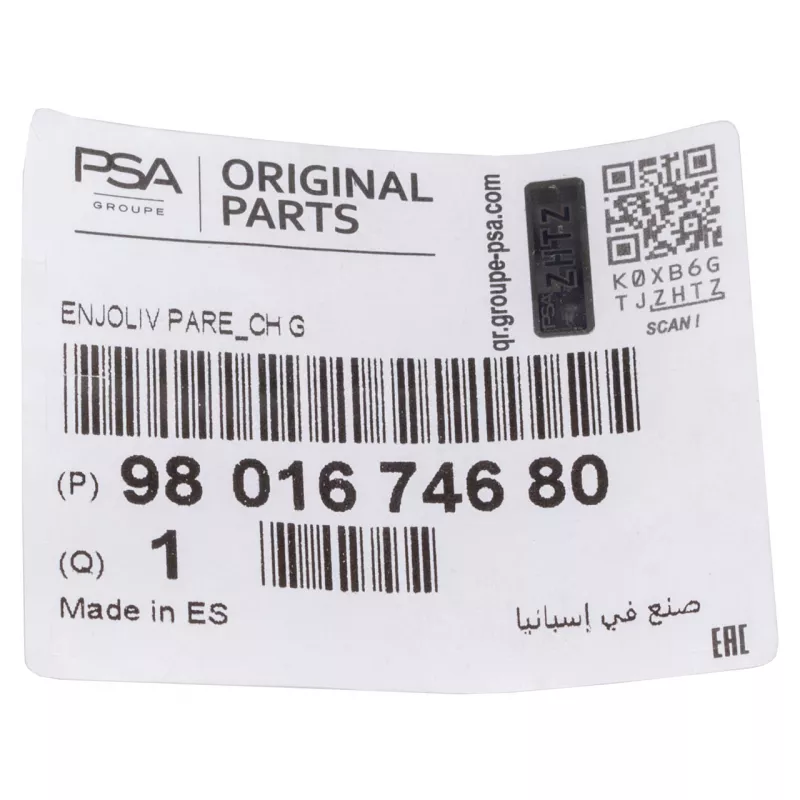 PSA
GROUPE
ORIGINAL
PARTS
qr.groupe-psa.com
PSA ZHTZ
K0XB6G
TJZHTZ
SCAN!
ENJOLIV PARE_CH G
(P) 98 016 746 80
(Q) 1
Made in ES
صنع في إسبانيا
EAC